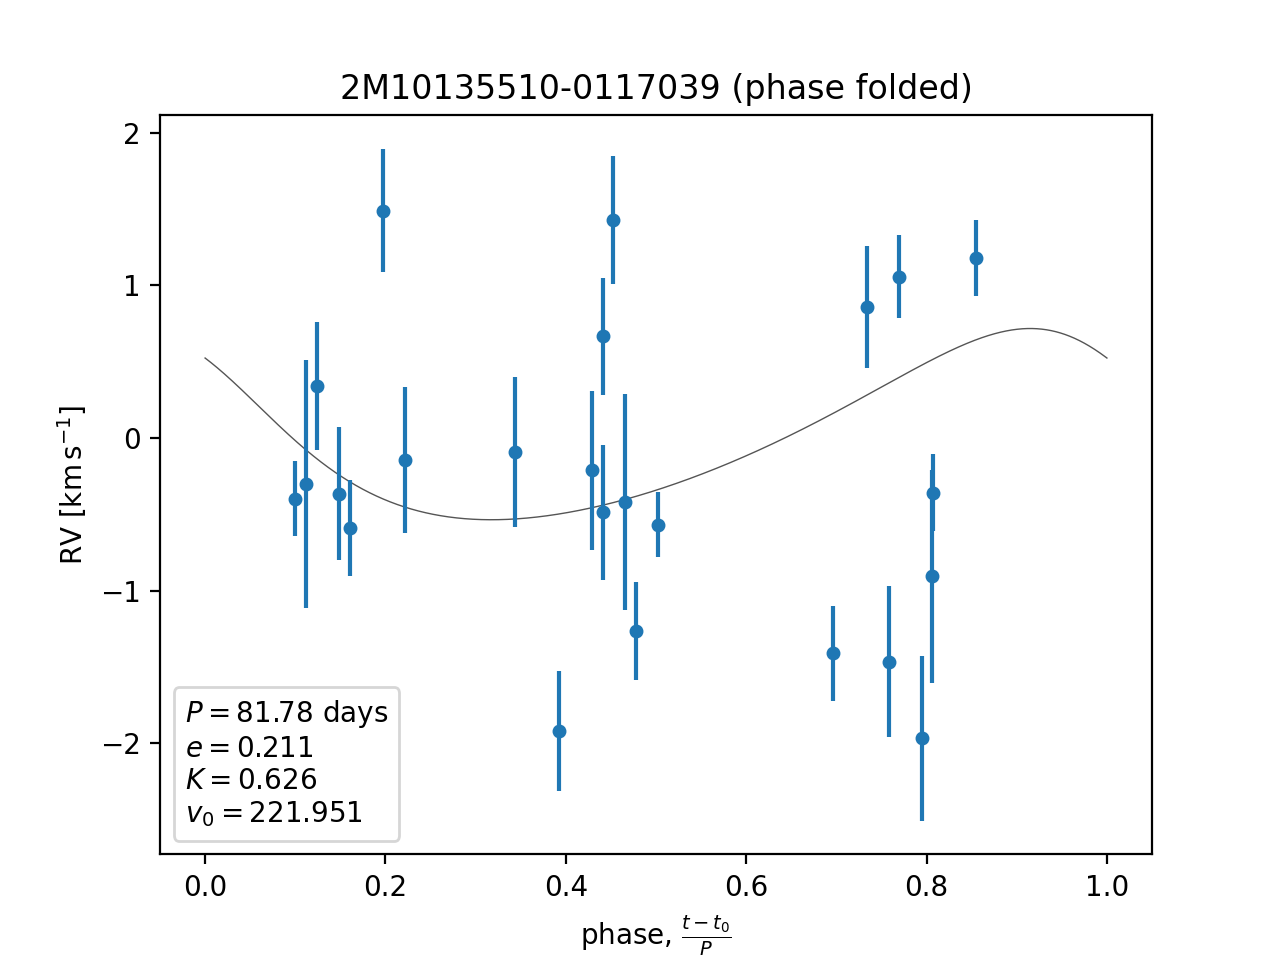 2M10135510-0117039 (phase folded)
2
1
0
−1
−2
RV [km s⁻¹]
P = 81.78 days
e = 0.211
K = 0.626
v₀ = 221.951
0.0 0.2 0.4 0.6 0.8 1.0
phase, (t − t₀)/P